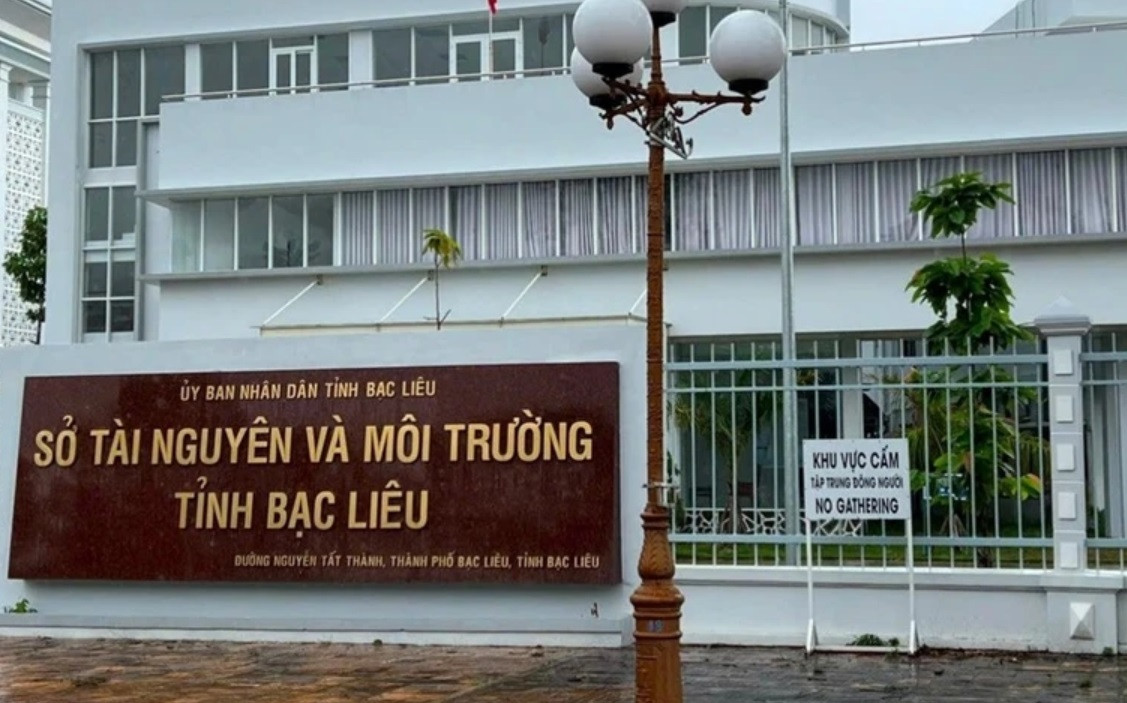 ỦY BAN NHÂN DÂN TỈNH BẠC LIÊU
SỞ TÀI NGUYÊN VÀ MÔI TRƯỜNG
TỈNH BẠC LIÊU
ĐƯỜNG NGUYỄN TẤT THÀNH, THÀNH PHỐ BẠC LIÊU, TỈNH BẠC LIÊU
KHU VỰC CẤM
TẬP TRUNG ĐÔNG NGƯỜI
NO GATHERING